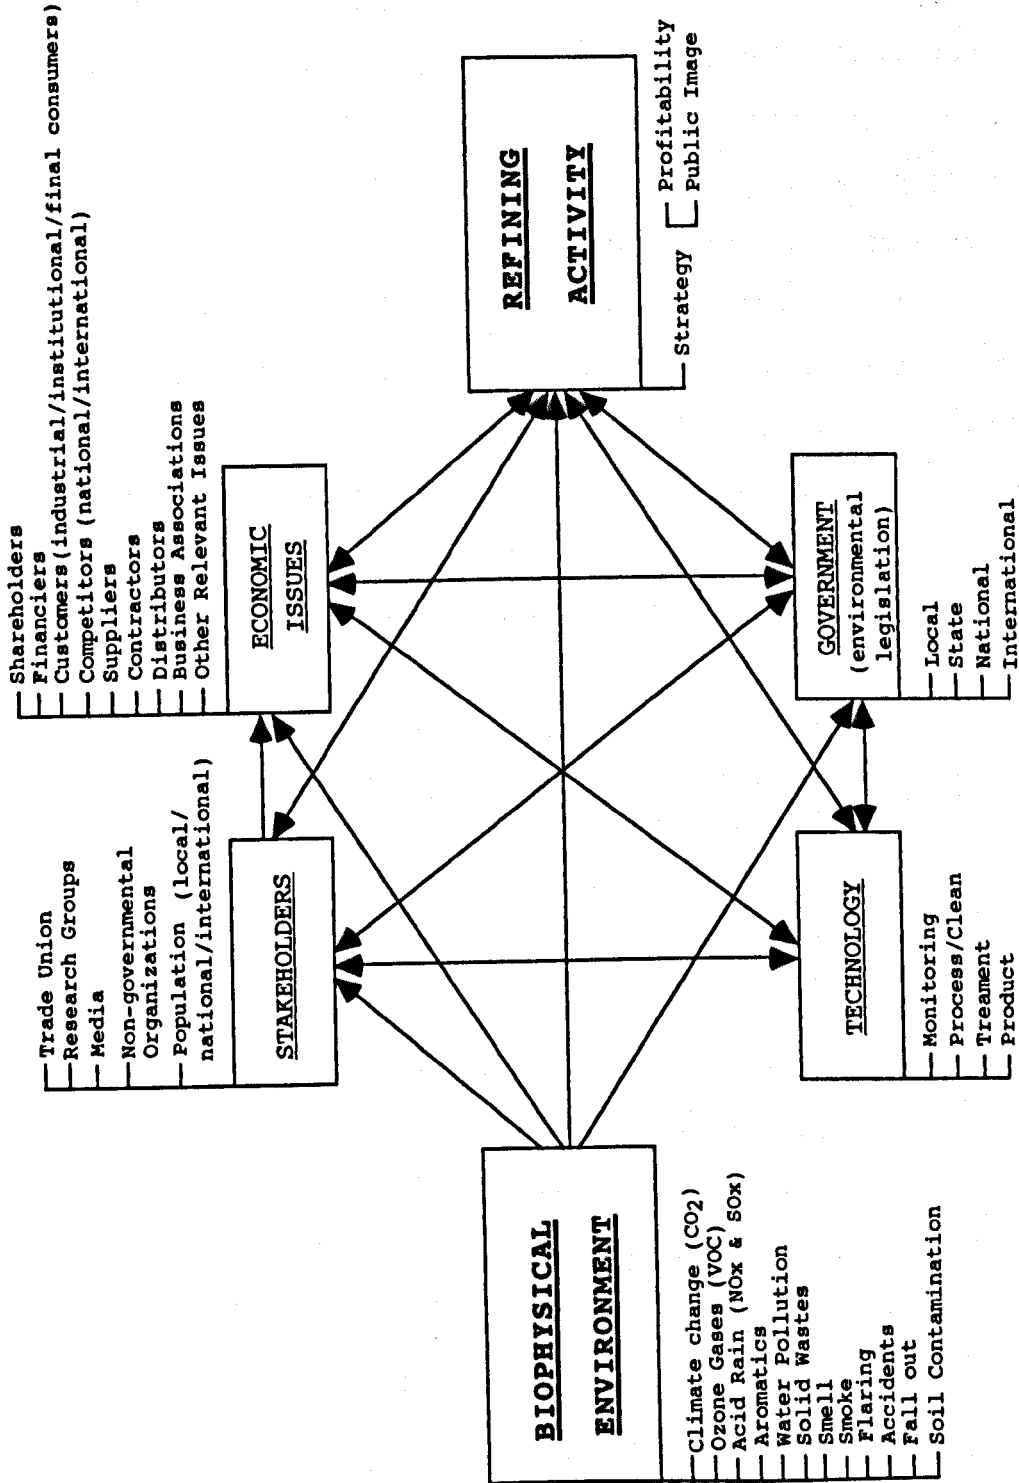 Trade Union
Research Groups
Media
Non-governmental
Organizations
Population (local/
national/international)
STAKEHOLDERS
Shareholders
Financiers
Customers(industrial/institutional/final consumers)
Competitors(national/international)
Suppliers
Contractors
Distributors
Business Associations
Other Relevant Issues
ECONOMIC
ISSUES
BIOPHYSICAL
ENVIRONMENT
Climate change (CO2)
Ozone Gases (VOC)
Acid Rain (NOx & SOx)
Aromatics
Water Pollution
Solid Wastes
Smell
Smoke
Flaring
Accidents
Fall out
Soil Contamination
REFINING
ACTIVITY
Strategy
Profitability
Public Image
TECHNOLOGY
Monitoring
Process/Clean
Treament
Product
GOVERNMENT
(environmental
legislation)
Local
State
National
International